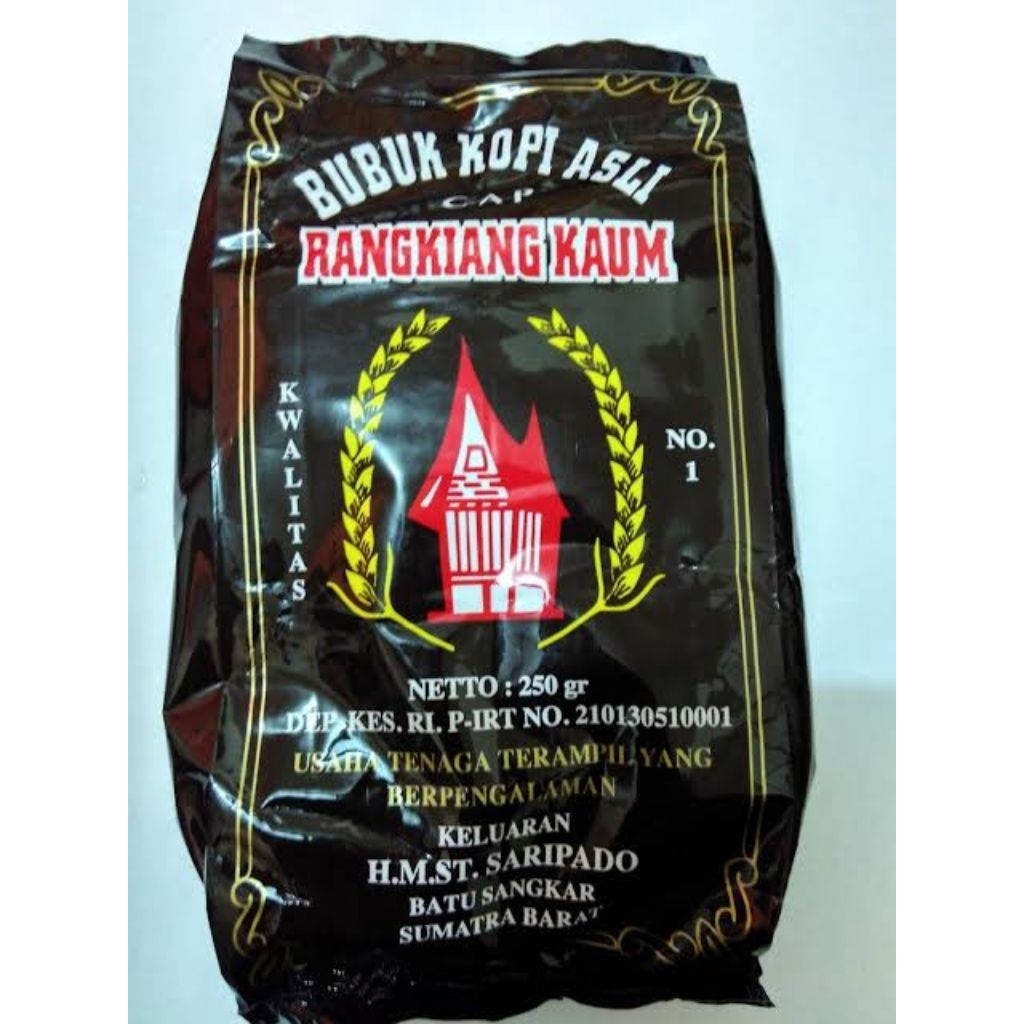 BUBUK KOPI ASLI
CAP
RANGKIANG KAUM
KWALITAS
NO.
1
NETTO : 250 gr
DEP. KES. RI. P-IRT NO. 210130510001
USAHA TENAGA TERAMPIL YANG
BERPENGALAMAN
KELUARAN
H.M.ST. SARIPADO
BATU SANGKAR
SUMATRA BARAT